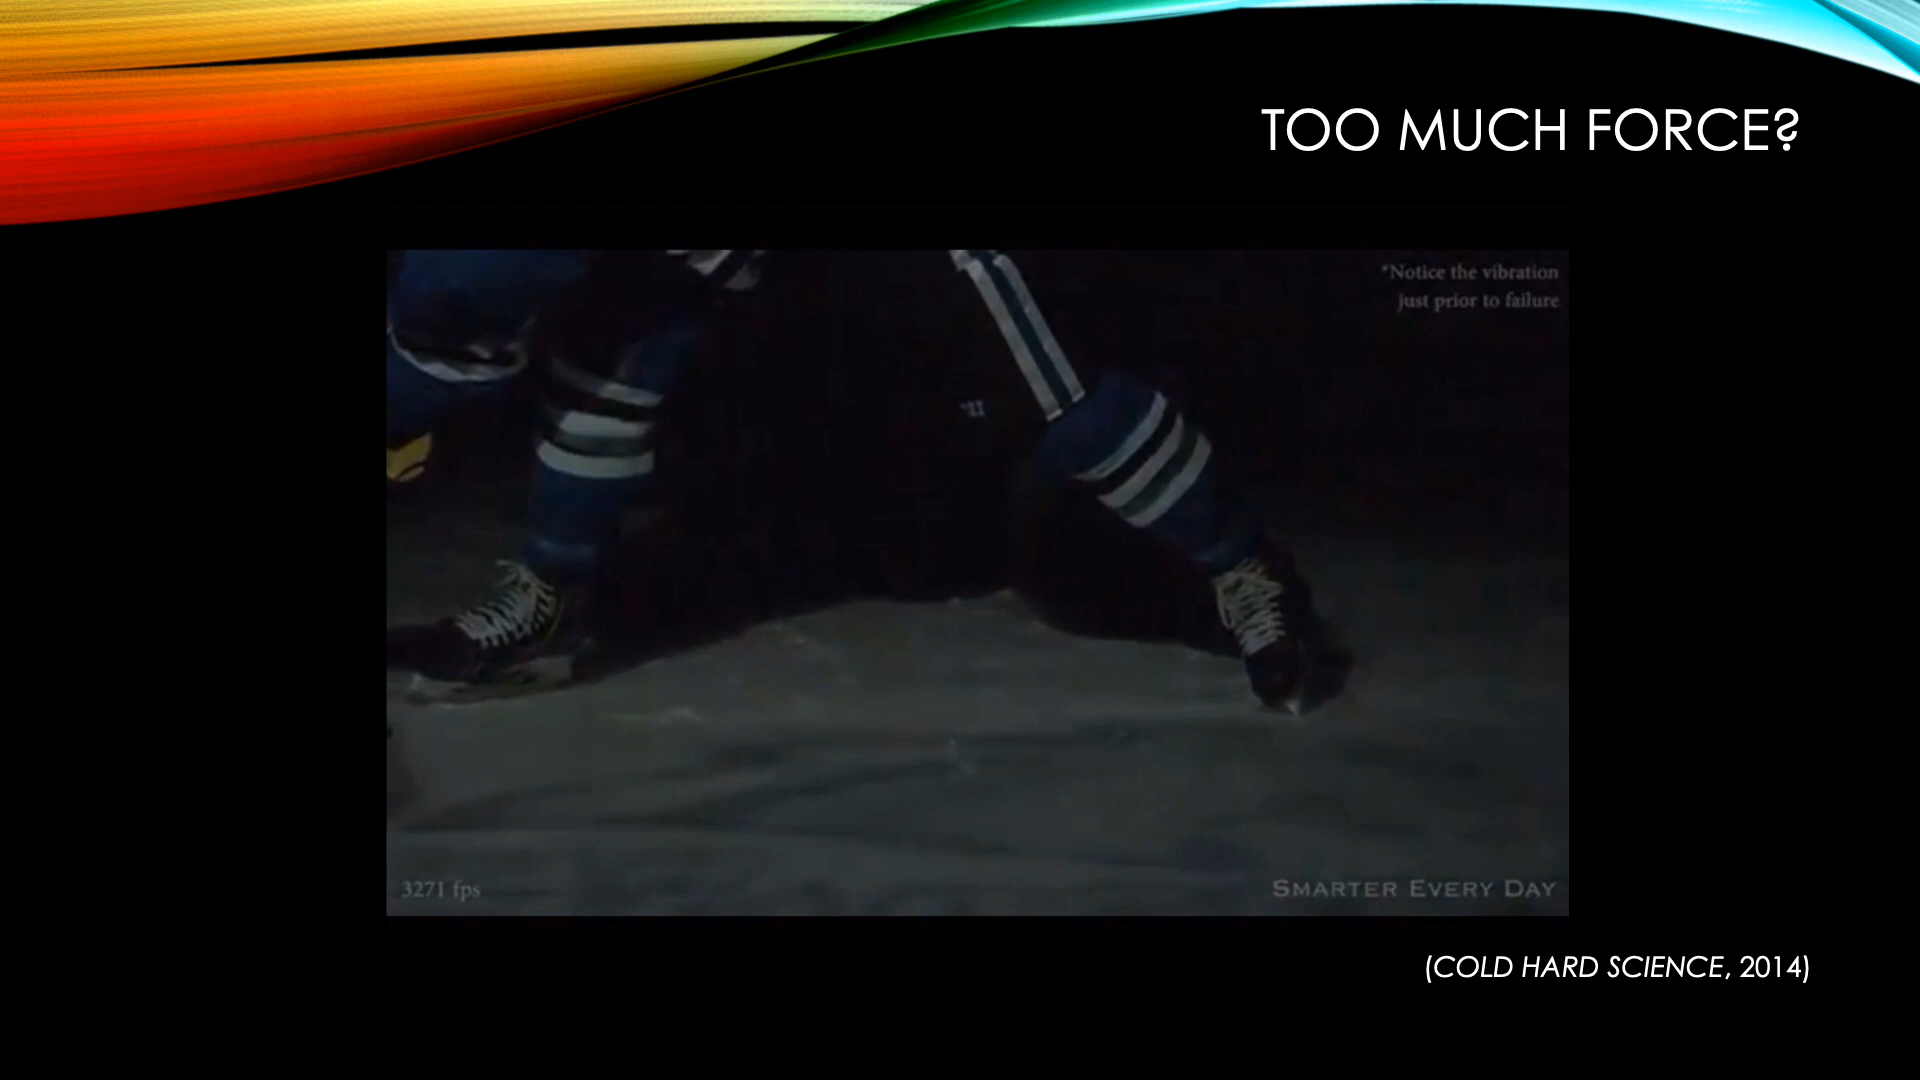 TOO MUCH FORCE?
*Notice the vibration
just prior to failure
3271 fps
SMARTER EVERY DAY
(COLD HARD SCIENCE, 2014)